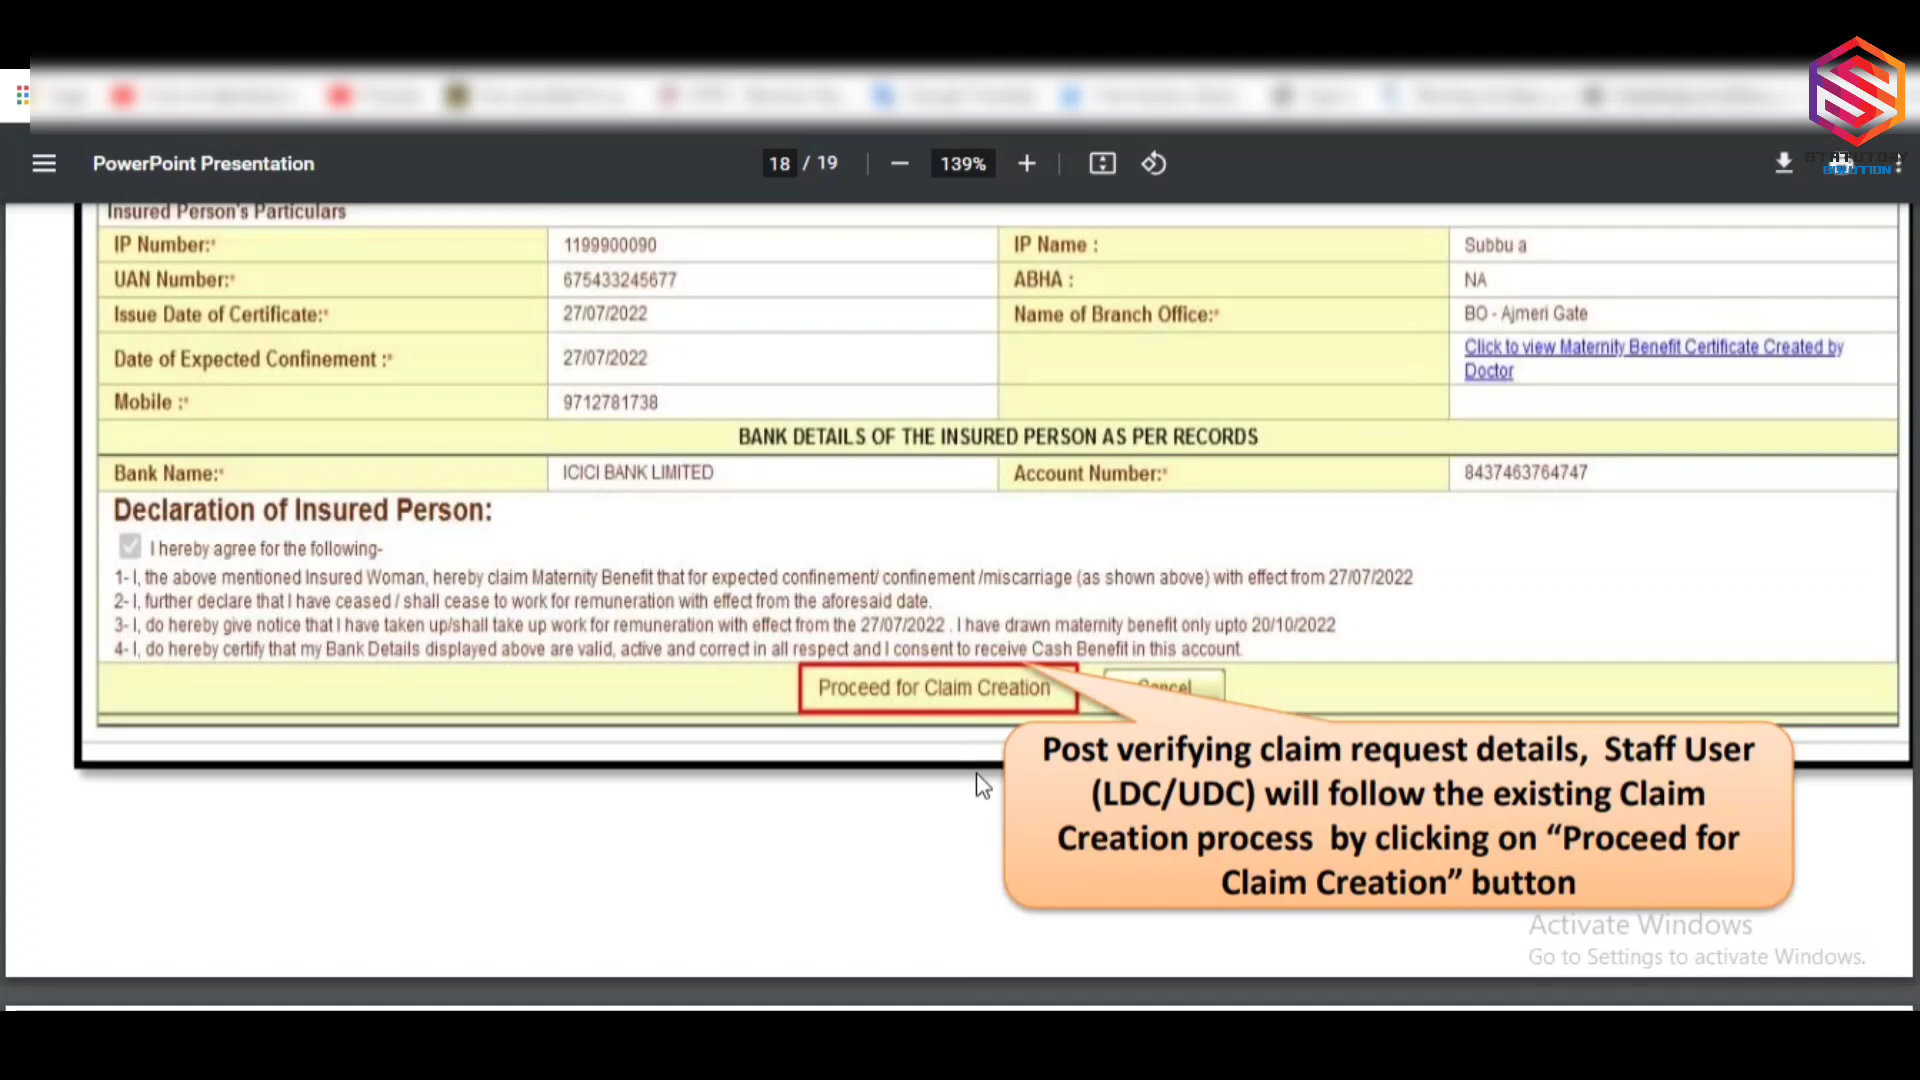 PowerPoint Presentation
18 / 19
139%
STATUTORY
SOLUTION
Insured Person's Particulars
IP Number:* 1199900090 IP Name : Subbu a
UAN Number:* 675433245677 ABHA : NA
Issue Date of Certificate:* 27/07/2022 Name of Branch Office:* BO - Ajmeri Gate
Date of Expected Confinement :* 27/07/2022 Click to view Maternity Benefit Certificate Created by
Doctor
Mobile :* 9712781738
BANK DETAILS OF THE INSURED PERSON AS PER RECORDS
Bank Name:* ICICI BANK LIMITED Account Number:* 8437463764747
Declaration of Insured Person:
I hereby agree for the following-
1- I, the above mentioned Insured Woman, hereby claim Maternity Benefit that for expected confinement/ confinement /miscarriage (as shown above) with effect from 27/07/2022
2- I, further declare that I have ceased / shall cease to work for remuneration with effect from the aforesaid date.
3- I, do hereby give notice that I have taken up/shall take up work for remuneration with effect from the 27/07/2022 . I have drawn maternity benefit only upto 20/10/2022
4- I, do hereby certify that my Bank Details displayed above are valid, active and correct in all respect and I consent to receive Cash Benefit in this account.
Proceed for Claim Creation Cancel
Post verifying claim request details, Staff User
(LDC/UDC) will follow the existing Claim
Creation process by clicking on “Proceed for
Claim Creation” button
Activate Windows
Go to Settings to activate Windows.